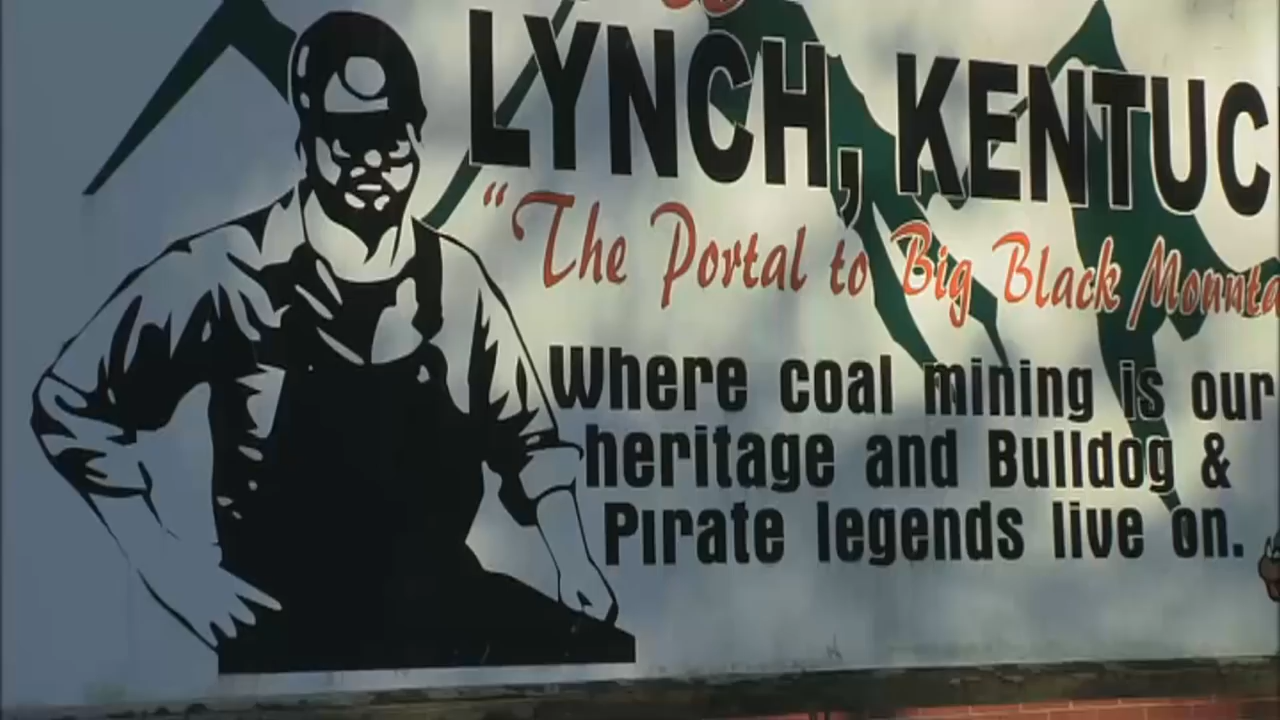 LYNCH, KENTUC
"The Portal to Big Black Mounta
Where coal mining is our
heritage and Bulldog &
Pirate legends live on.